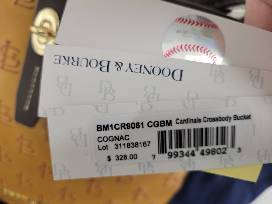 DOONEY & BOURKE
BM1CR9061 CGBM Cardinals Crossbody Bucket
COGNAC
Lot 311838167
$ 328.00
7 99344 49802 3